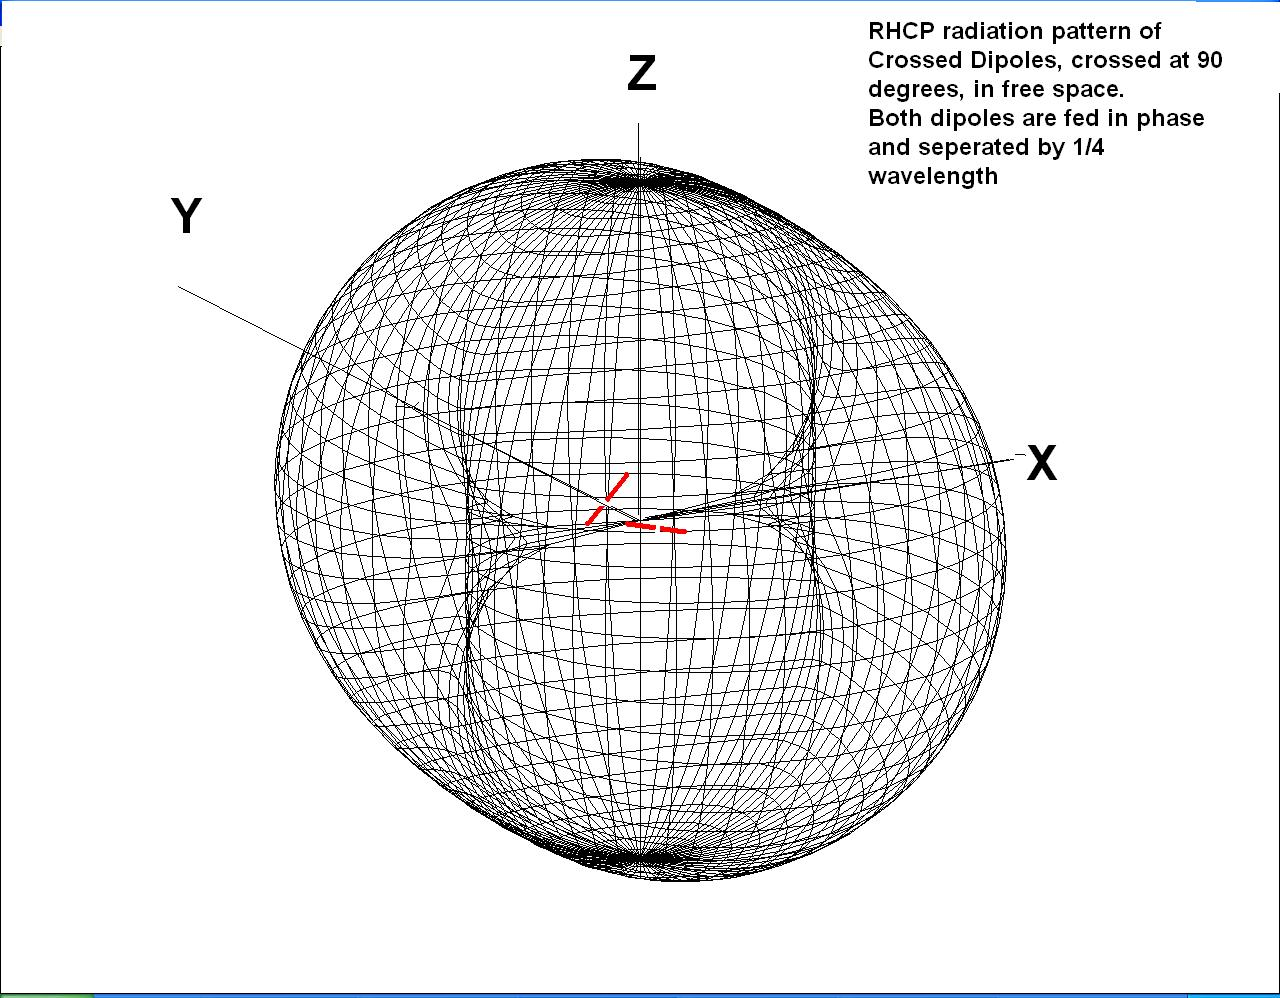 RHCP radiation pattern of
Crossed Dipoles, crossed at 90
degrees, in free space.
Both dipoles are fed in phase
and seperated by 1/4
wavelength
Z
Y
X